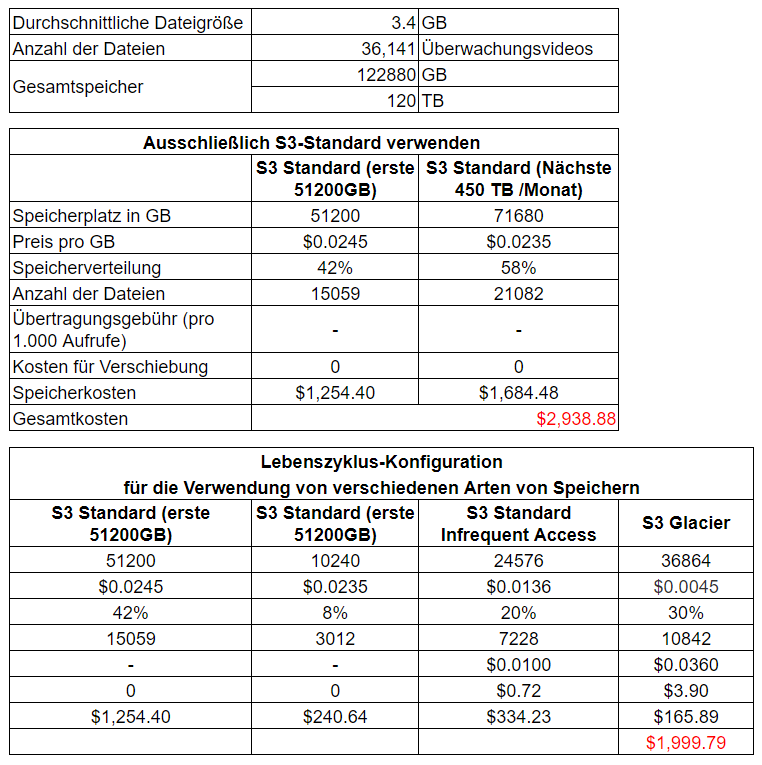 Durchschnittliche Dateigröße 3.4 GB
Anzahl der Dateien 36,141 Überwachungsvideos
Gesamtspeicher 122880 GB
120 TB
Ausschließlich S3-Standard verwenden
S3 Standard (erste 51200GB) S3 Standard (Nächste 450 TB /Monat)
Speicherplatz in GB 51200 71680
Preis pro GB $0.0245 $0.0235
Speicherverteilung 42% 58%
Anzahl der Dateien 15059 21082
Übertragungsgebühr (pro 1.000 Aufrufe) - -
Kosten für Verschiebung 0 0
Speicherkosten $1,254.40 $1,684.48
Gesamtkosten $2,938.88
Lebenszyklus-Konfiguration
für die Verwendung von verschiedenen Arten von Speichern
S3 Standard (erste 51200GB) S3 Standard (erste 51200GB) S3 Standard Infrequent Access S3 Glacier
51200 10240 24576 36864
$0.0245 $0.0235 $0.0136 $0.0045
42% 8% 20% 30%
15059 3012 7228 10842
- - $0.0100 $0.0360
0 0 $0.72 $3.90
$1,254.40 $240.64 $334.23 $165.89
$1,999.79